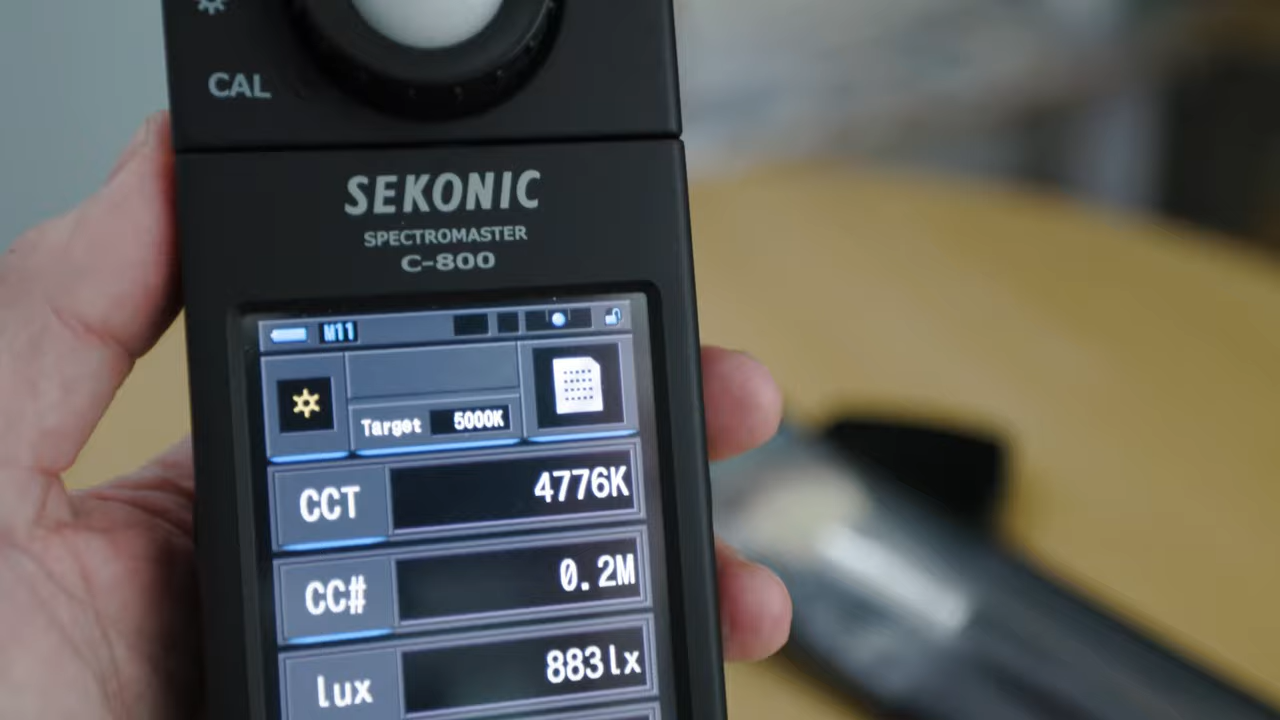 CAL
SEKONIC
SPECTROMASTER
C-800
M11
Target 5000K
CCT 4776K
CC# 0.2M
lux 883lx